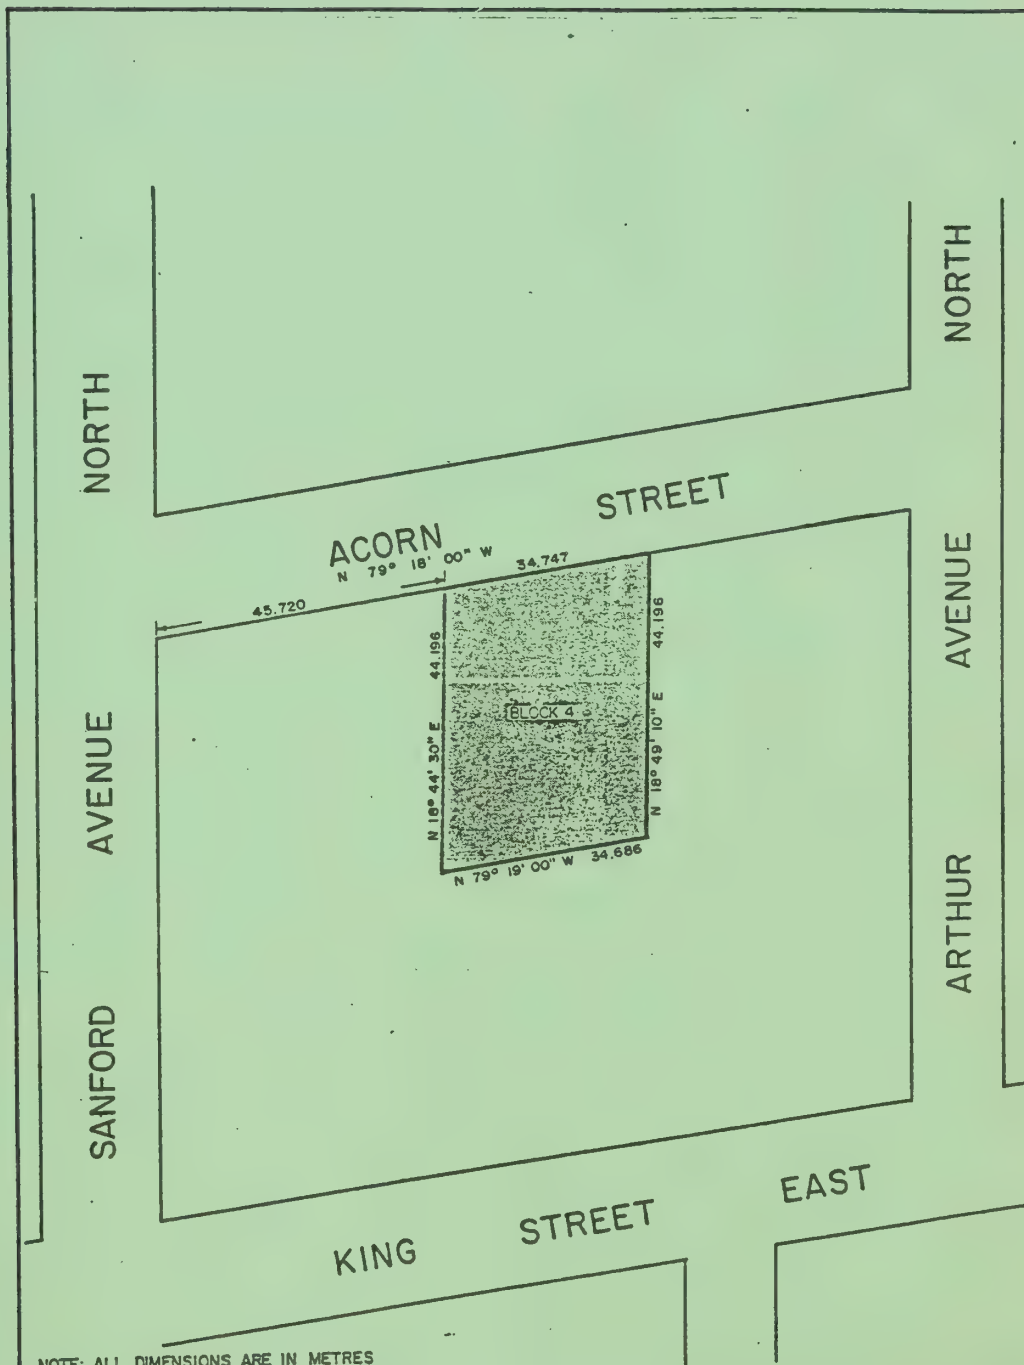 NORTH
AVENUE
SANFORD
NORTH
AVENUE
ARTHUR
ACORN STREET
N 79° 18' 00" W
34.747
45.720
44.196
N 18° 44' 30" E
44.196
N 18° 49' 10" E
BLOCK 4
N 79° 19' 00" W 34.686
KING STREET EAST
NOTE: ALL DIMENSIONS ARE IN METRES